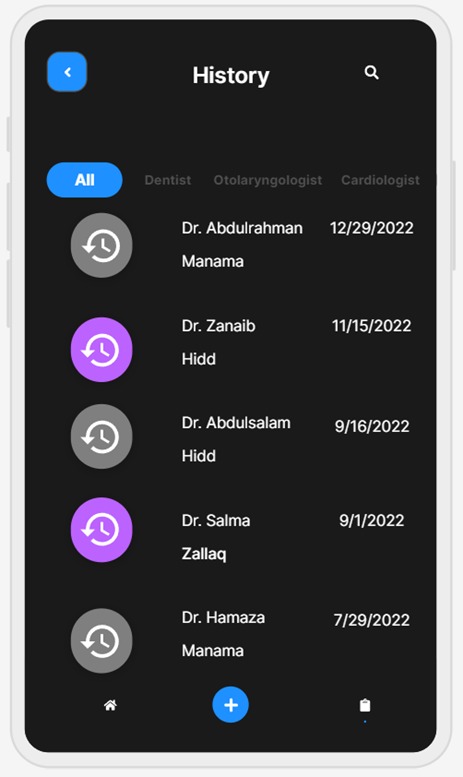 History
All Dentist Otolaryngologist Cardiologist
Dr. Abdulrahman 12/29/2022
Manama
Dr. Zanaib 11/15/2022
Hidd
Dr. Abdulsalam 9/16/2022
Hidd
Dr. Salma 9/1/2022
Zallaq
Dr. Hamaza 7/29/2022
Manama